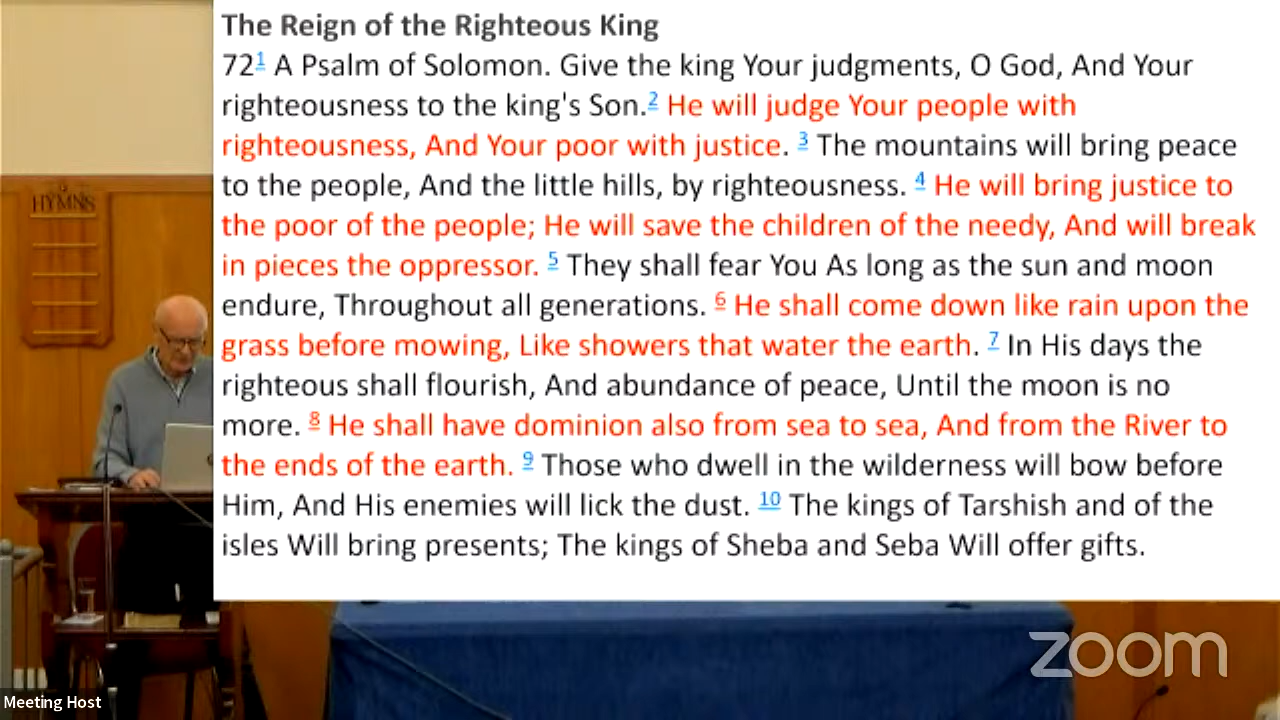 The Reign of the Righteous King
72 1 A Psalm of Solomon. Give the king Your judgments, O God, And Your
righteousness to the king's Son. 2 He will judge Your people with
righteousness, And Your poor with justice. 3 The mountains will bring peace
to the people, And the little hills, by righteousness. 4 He will bring justice to
the poor of the people; He will save the children of the needy, And will break
in pieces the oppressor. 5 They shall fear You As long as the sun and moon
endure, Throughout all generations. 6 He shall come down like rain upon the
grass before mowing, Like showers that water the earth. 7 In His days the
righteous shall flourish, And abundance of peace, Until the moon is no
more. 8 He shall have dominion also from sea to sea, And from the River to
the ends of the earth. 9 Those who dwell in the wilderness will bow before
Him, And His enemies will lick the dust. 10 The kings of Tarshish and of the
isles Will bring presents; The kings of Sheba and Seba Will offer gifts.
HYMNS
zoom
Meeting Host